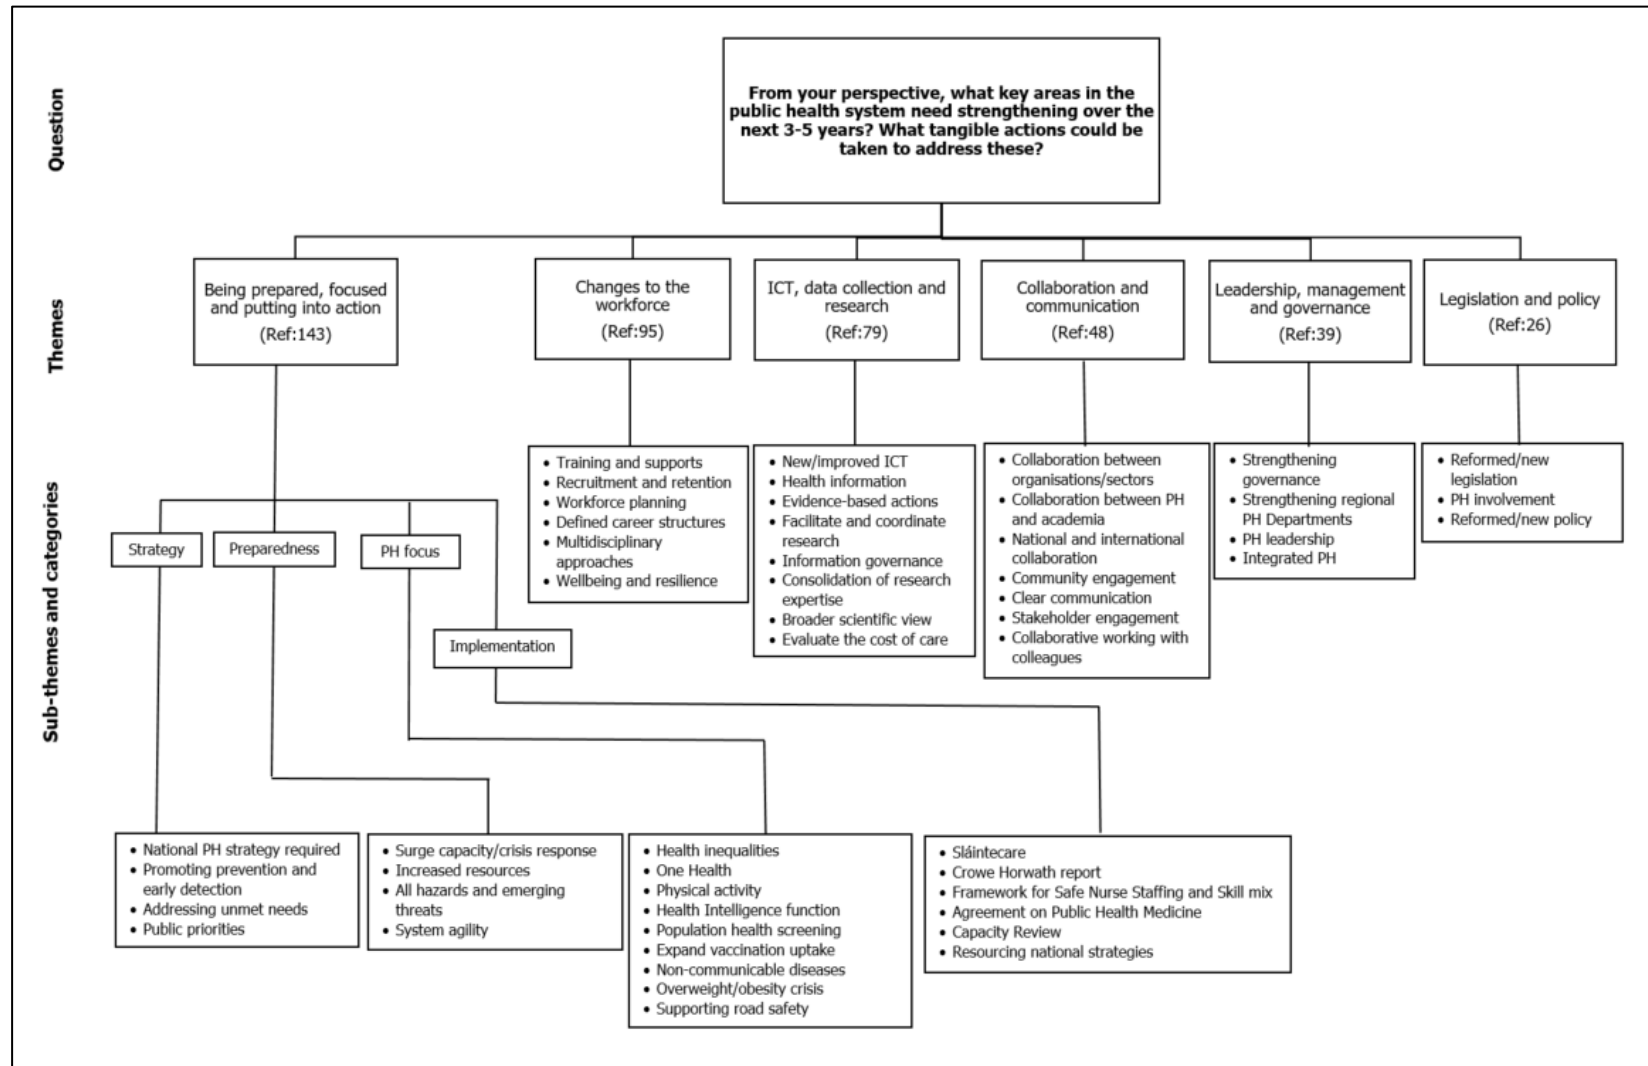 Question
From your perspective, what key areas in the
public health system need strengthening over the
next 3-5 years? What tangible actions could be
taken to address these?
Themes
Being prepared, focused
and putting into action
(Ref:143)
Changes to the
workforce
(Ref:95)
ICT, data collection and
research
(Ref:79)
Collaboration and
communication
(Ref:48)
Leadership, management
and governance
(Ref:39)
Legislation and policy
(Ref:26)
Sub-themes and categories
Strategy
Preparedness
PH focus
Implementation
• Training and supports
• Recruitment and retention
• Workforce planning
• Defined career structures
• Multidisciplinary
approaches
• Wellbeing and resilience
• New/improved ICT
• Health information
• Evidence-based actions
• Facilitate and coordinate
research
• Information governance
• Consolidation of research
expertise
• Broader scientific view
• Evaluate the cost of care
• Collaboration between
organisations/sectors
• Collaboration between PH
and academia
• National and international
collaboration
• Community engagement
• Clear communication
• Stakeholder engagement
• Collaborative working with
colleagues
• Strengthening
governance
• Strengthening regional
PH Departments
• PH leadership
• Integrated PH
• Reformed/new
legislation
• PH involvement
• Reformed/new policy
• National PH strategy required
• Promoting prevention and
early detection
• Addressing unmet needs
• Public priorities
• Surge capacity/crisis response
• Increased resources
• All hazards and emerging
threats
• System agility
• Health inequalities
• One Health
• Physical activity
• Health Intelligence function
• Population health screening
• Expand vaccination uptake
• Non-communicable diseases
• Overweight/obesity crisis
• Supporting road safety
• Sláintecare
• Crowe Horwath report
• Framework for Safe Nurse Staffing and Skill mix
• Agreement on Public Health Medicine
• Capacity Review
• Resourcing national strategies